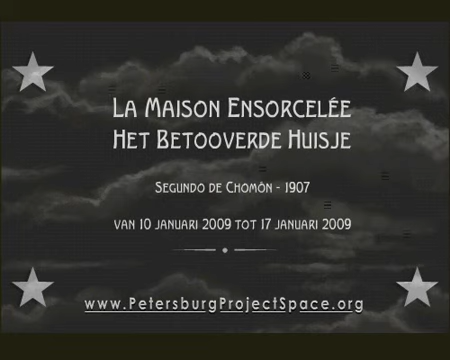 La Maison Ensorcelée
Het Betooverde Huisje
Segundo de Chomôn - 1907
van 10 januari 2009 tot 17 januari 2009
www.PetersburgProjectSpace.org